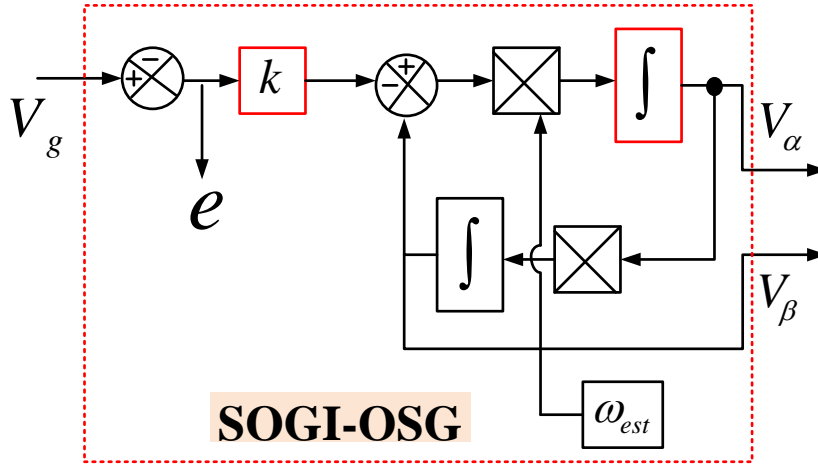 V_g
+
−
e
k
−
+
∫
V_α
∫
V_β
ω_est
SOGI-OSG